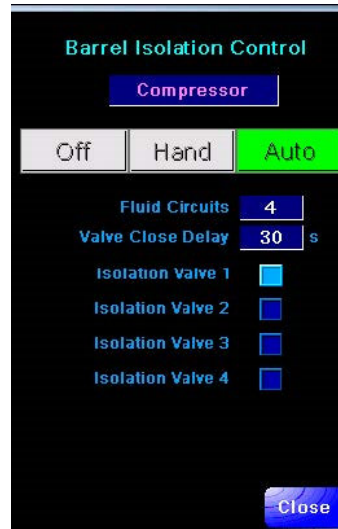 Barrel Isolation Control
Compressor
Off Hand Auto
Fluid Circuits 4
Valve Close Delay 30 s
Isolation Valve 1
Isolation Valve 2
Isolation Valve 3
Isolation Valve 4
Close